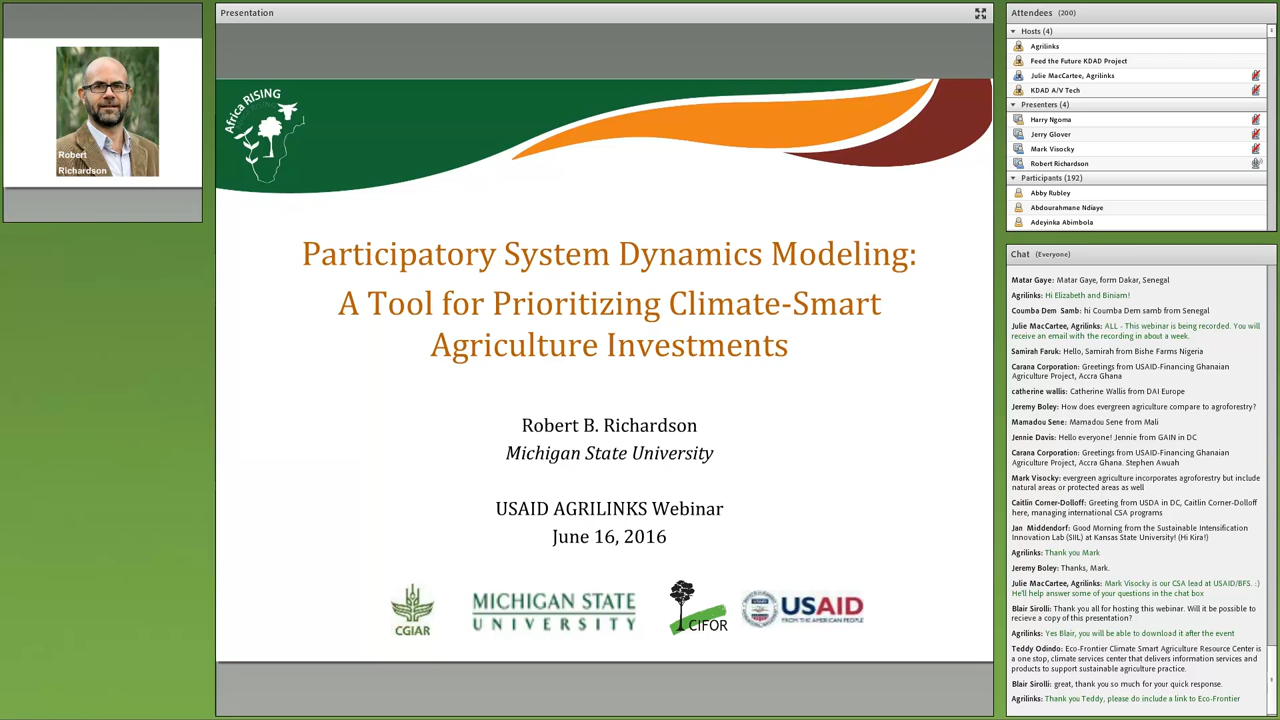 Robert
Richardson
Presentation
Africa RISING
Participatory System Dynamics Modeling:
A Tool for Prioritizing Climate-Smart
Agriculture Investments
Robert B. Richardson
Michigan State University
USAID AGRILINKS Webinar
June 16, 2016
CGIAR
MICHIGAN STATE
UNIVERSITY
CIFOR
USAID
FROM THE AMERICAN PEOPLE
Attendees (200)
Hosts (4)
Agrilinks
Feed the Future KDAD Project
Julie MacCartee, Agrilinks
KDAD A/V Tech
Presenters (4)
Harry Ngoma
Jerry Glover
Mark Visocky
Robert Richardson
Participants (192)
Abby Rubley
Abdourahmane Ndiaye
Adeyinka Abimbola
Chat (Everyone)
Matar Gaye: Matar Gaye, form Dakar, Senegal
Agrilinks: Hi Elizabeth and Biniam!
Coumba Dem Samb: hi Coumba Dem samb from Senegal
Julie MacCartee, Agrilinks: ALL - This webinar is being recorded. You will
receive an email with the recording in about a week.
Samirah Faruk: Hello, Samirah from Bishe Farms Nigeria
Carana Corporation: Greetings from USAID-Financing Ghanaian
Agriculture Project, Accra Ghana
catherine wallis: Catherine Wallis from DAI Europe
Jeremy Boley: How does evergreen agriculture compare to agroforestry?
Mamadou Sene: Mamadou Sene from Mali
Jennie Davis: Hello everyone! Jennie from GAIN in DC
Carana Corporation: Greetings from USAID-Financing Ghanaian
Agriculture Project, Accra Ghana. Stephen Awuah
Mark Visocky: evergreen agriculture incorporates agroforestry but include
natural areas or protected areas as well
Caitlin Corner-Dolloff: Greeting from USDA in DC, Caitlin Corner-Dolloff
here, managing international CSA programs
Jan Middendorf: Good Morning from the Sustainable Intensification
Innovation Lab (SIIL) at Kansas State University! (Hi Kira!)
Agrilinks: Thank you Mark
Jeremy Boley: Thanks, Mark.
Julie MacCartee, Agrilinks: Mark Visocky is our CSA lead at USAID/BFS. :)
He'll help answer some of your questions in the chat box
Blair Sirolli: Thank you all for hosting this webinar. Will it be possible to
recieve a copy of this presentation?
Agrilinks: Yes Blair, you will be able to download it after the event
Teddy Odindo: Eco-Frontier Climate Smart Agriculture Resource Center is
a one stop, climate services center that delivers information services and
products to support sustainable agriculture practice.
Blair Sirolli: great, thank you so much for your quick response.
Agrilinks: Thank you Teddy, please do include a link to Eco-Frontier